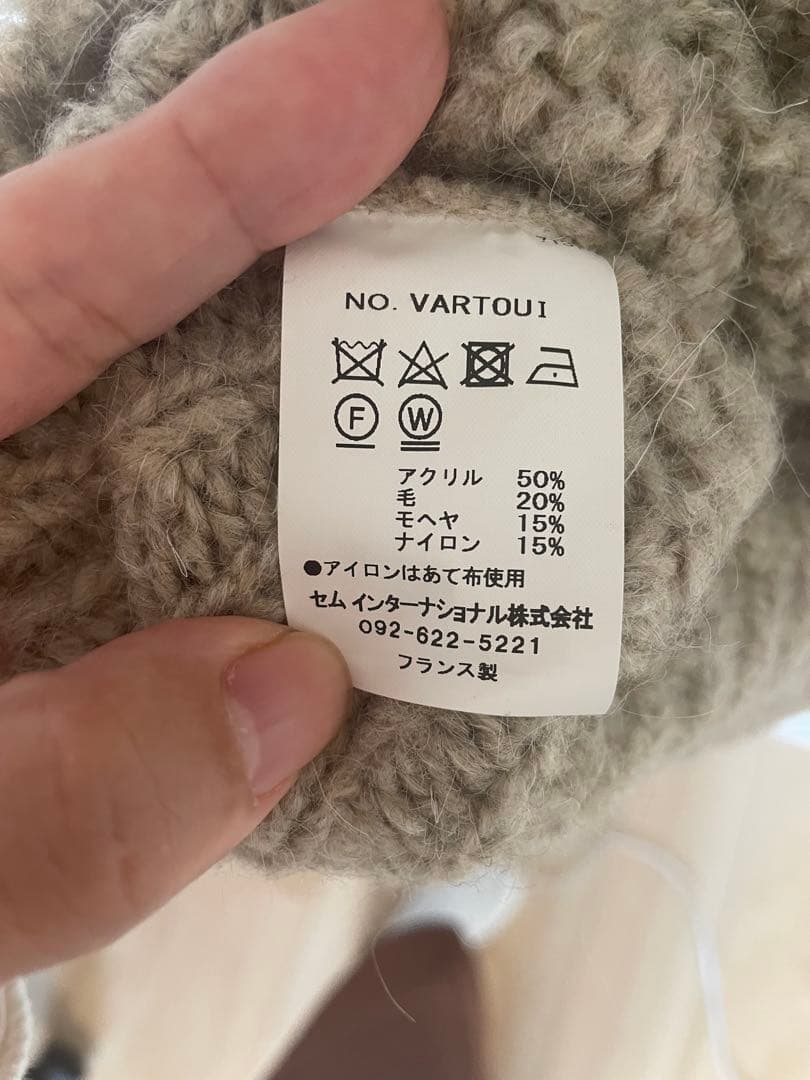 NO. VARTOUI
F W
アクリル 50%
毛 20%
モヘヤ 15%
ナイロン 15%
●アイロンはあて布使用
セム インターナショナル株式会社
092-622-5221
フランス製